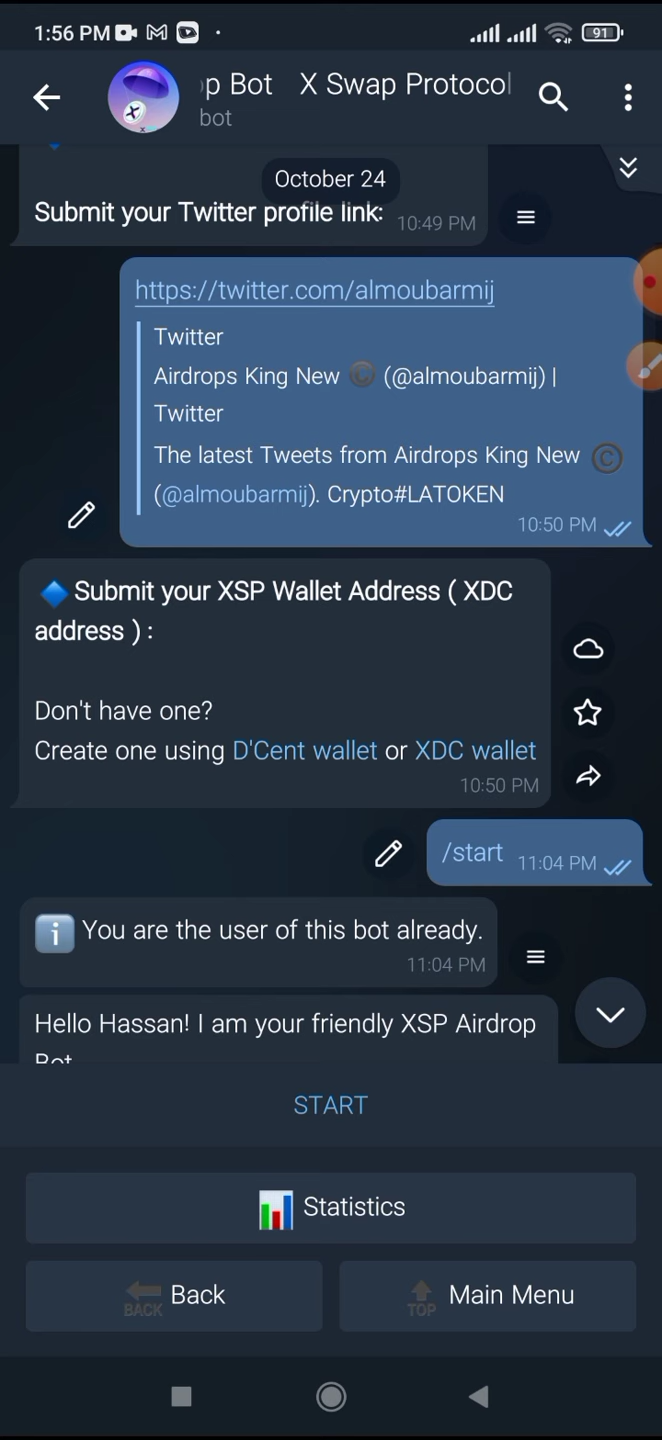 1:56 PM
91
p Bot X Swap Protocol
bot
October 24
Submit your Twitter profile link:
10:49 PM
https://twitter.com/almoubarmij
Twitter
Airdrops King New © (@almoubarmij) |
Twitter
The latest Tweets from Airdrops King New ©
(@almoubarmij). Crypto#LATOKEN
10:50 PM
Submit your XSP Wallet Address ( XDC
address ) :
Don't have one?
Create one using D'Cent wallet or XDC wallet
10:50 PM
/start 11:04 PM
You are the user of this bot already.
11:04 PM
Hello Hassan! I am your friendly XSP Airdrop
Bot
START
Statistics
BACK Back
TOP Main Menu